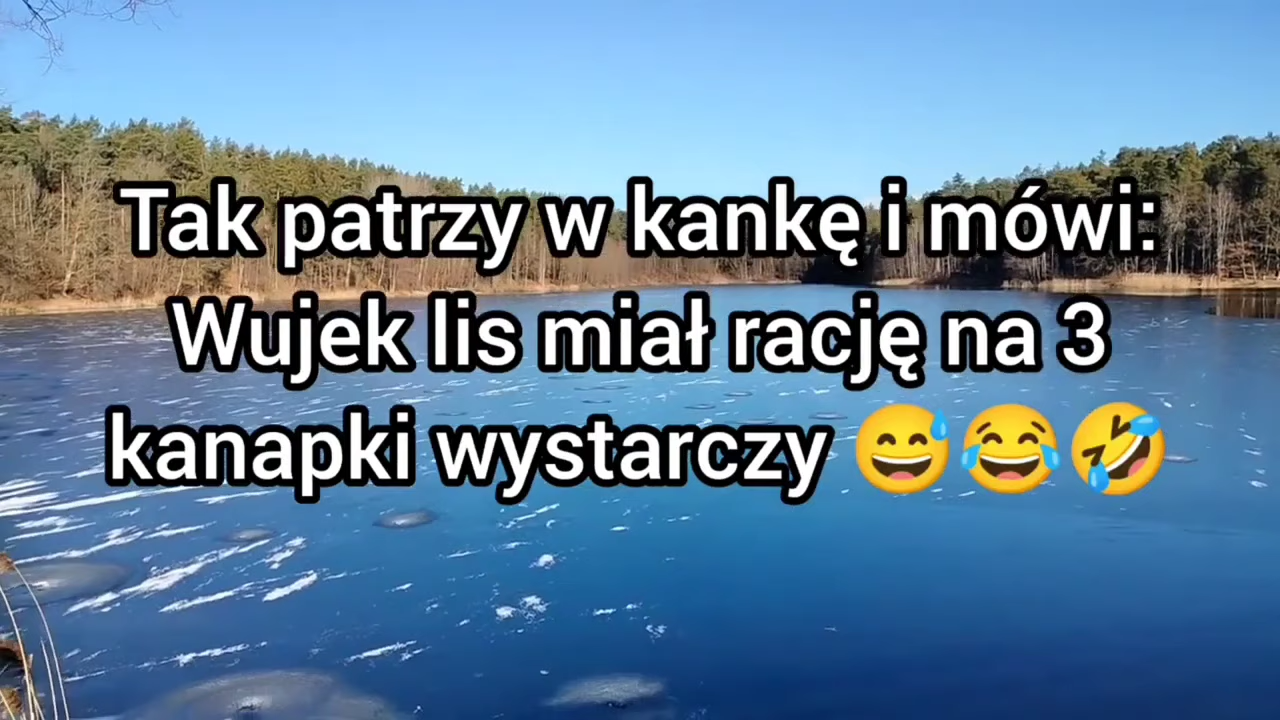 Tak patrzy w kankę i mówi:
Wujek lis miał rację na 3
kanapki wystarczy 😅😂🤣